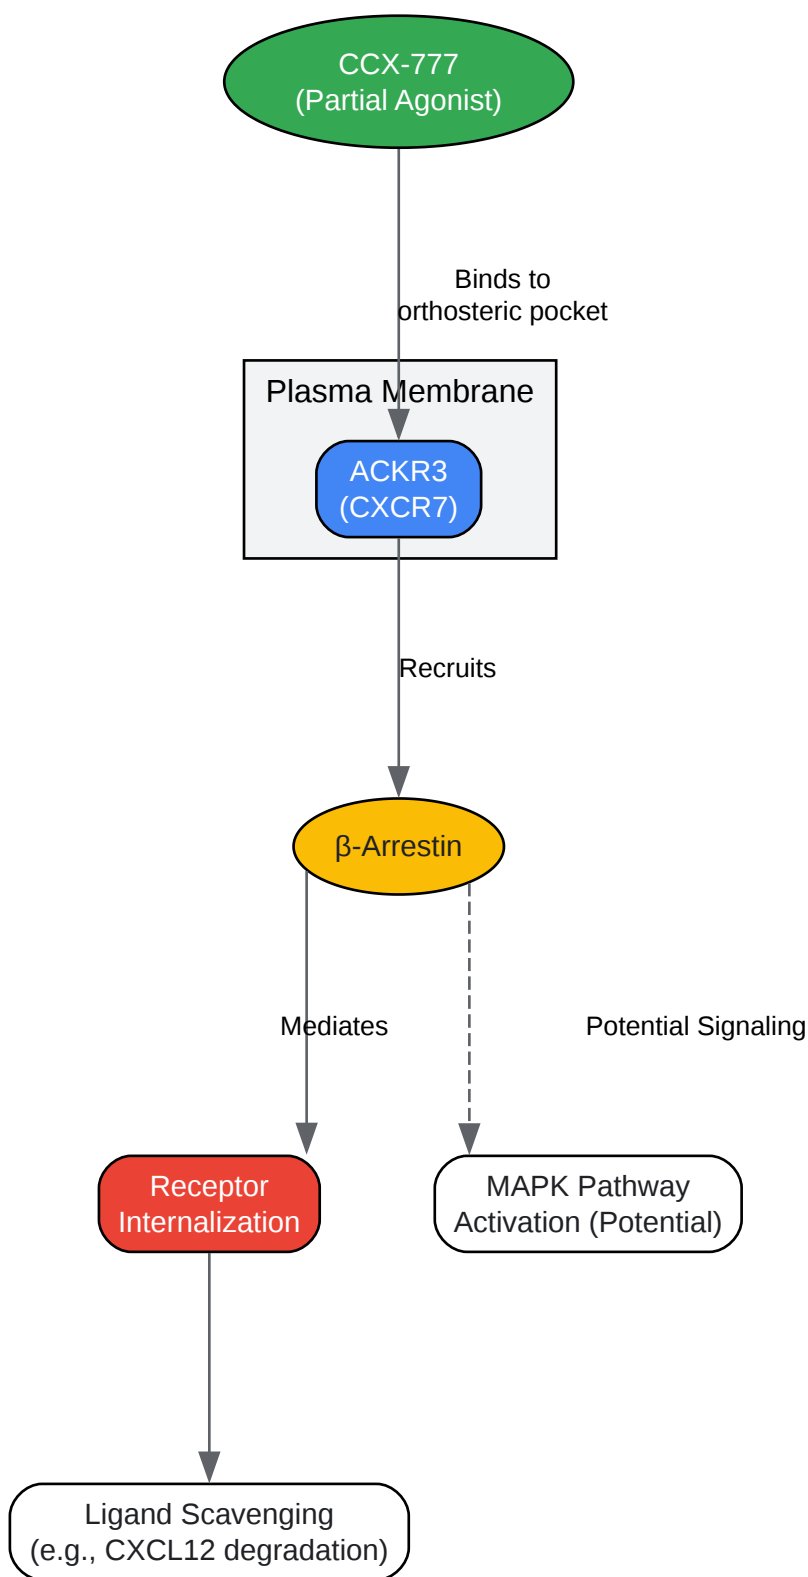 CCX-777
(Partial Agonist)
Binds to
orthosteric pocket
Plasma Membrane
ACKR3
(CXCR7)
Recruits
β-Arrestin
Mediates
Potential Signaling
Receptor
Internalization
MAPK Pathway
Activation (Potential)
Ligand Scavenging
(e.g., CXCL12 degradation)